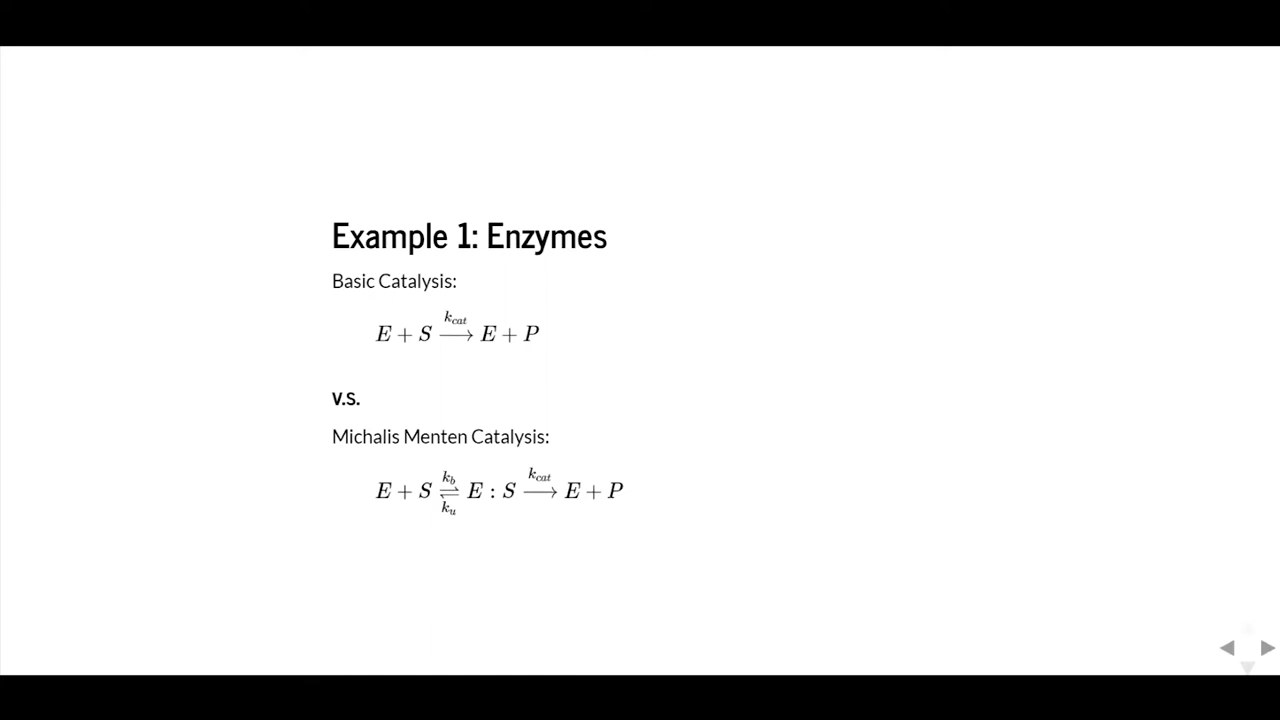 Example 1: Enzymes
Basic Catalysis:
k_cat
E + S ⟶ E + P
v.s.
Michalis Menten Catalysis:
k_b k_cat
E + S ⇌ E : S ⟶ E + P
k_u